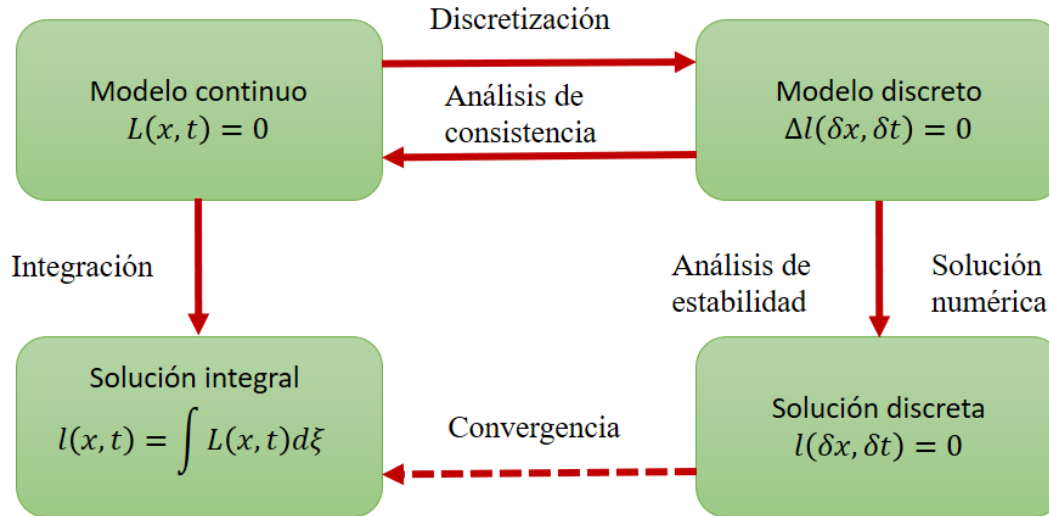 Discretización
Modelo continuo
L(x, t) = 0
Análisis de
consistencia
Modelo discreto
Δl(δx, δt) = 0
Integración
Análisis de
estabilidad
Solución
numérica
Solución integral
l(x, t) = ∫ L(x, t)dξ
Convergencia
Solución discreta
l(δx, δt) = 0